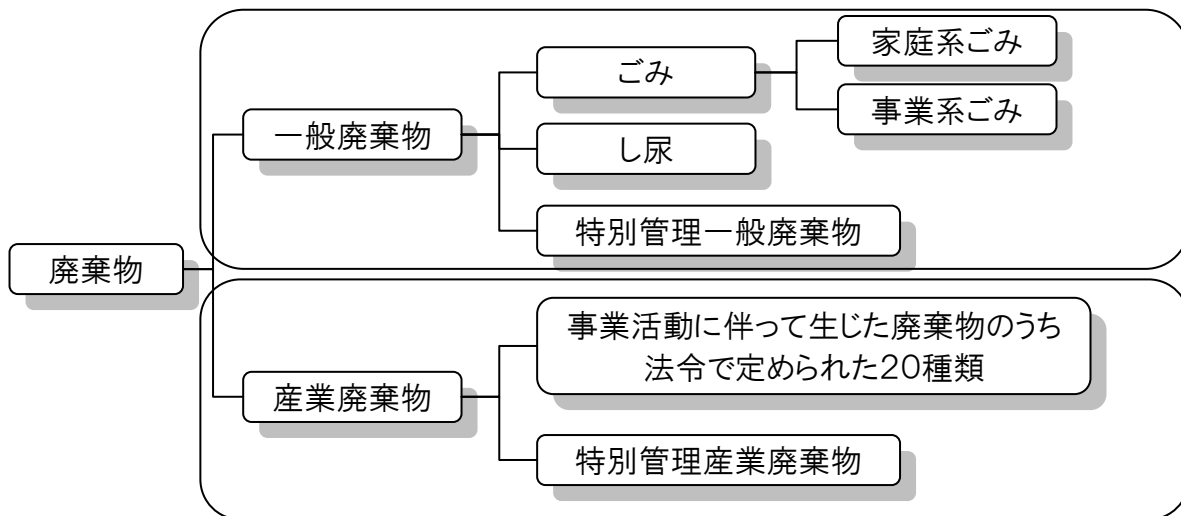 家庭系ごみ
ごみ
事業系ごみ
一般廃棄物
し尿
特別管理一般廃棄物
廃棄物
事業活動に伴って生じた廃棄物のうち
法令で定められた20種類
産業廃棄物
特別管理産業廃棄物